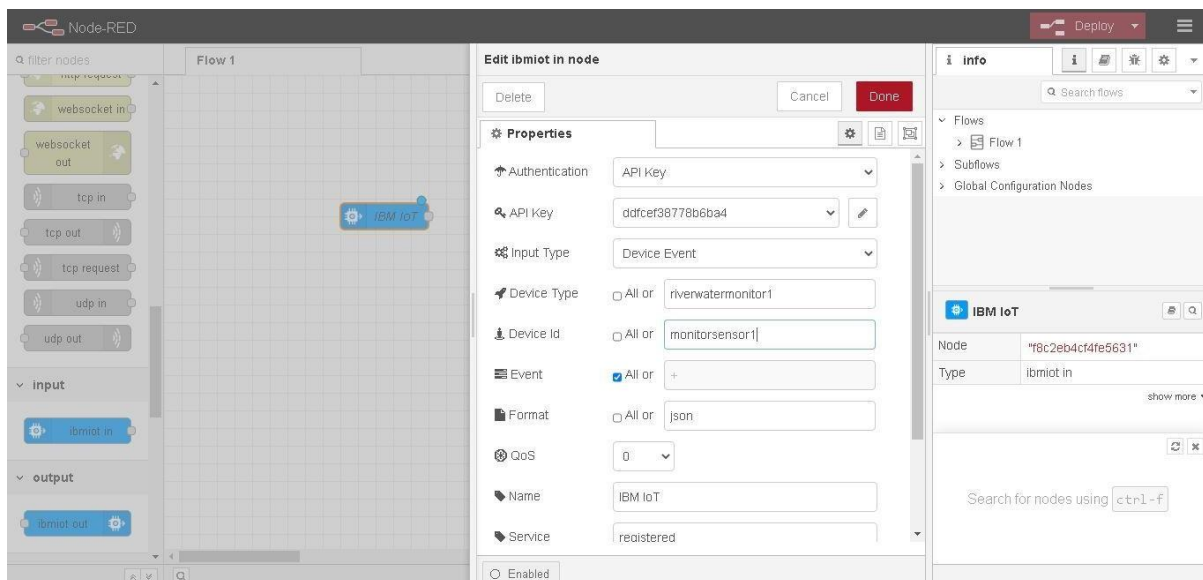 Node-RED
Deploy
filter nodes
Flow 1
http request
websocket in
websocket out
tcp in
tcp out
tcp request
udp in
udp out
input
ibmiot in
output
ibmiot out
IBM IoT
Edit ibmiot in node
Delete
Cancel
Done
Properties
Authentication
API Key
API Key
ddfcef38778b6ba4
Input Type
Device Event
Device Type
All or
riverwatermonitor1
Device Id
All or
monitorsensor1
Event
All or
+
Format
All or
json
QoS
0
Name
IBM IoT
Service
registered
Enabled
i info
i
Search flows
Flows
Flow 1
Subflows
Global Configuration Nodes
IBM IoT
Node
"f8c2eb4cf4fe5631"
Type
ibmiot in
show more
Search for nodes using ctrl-f